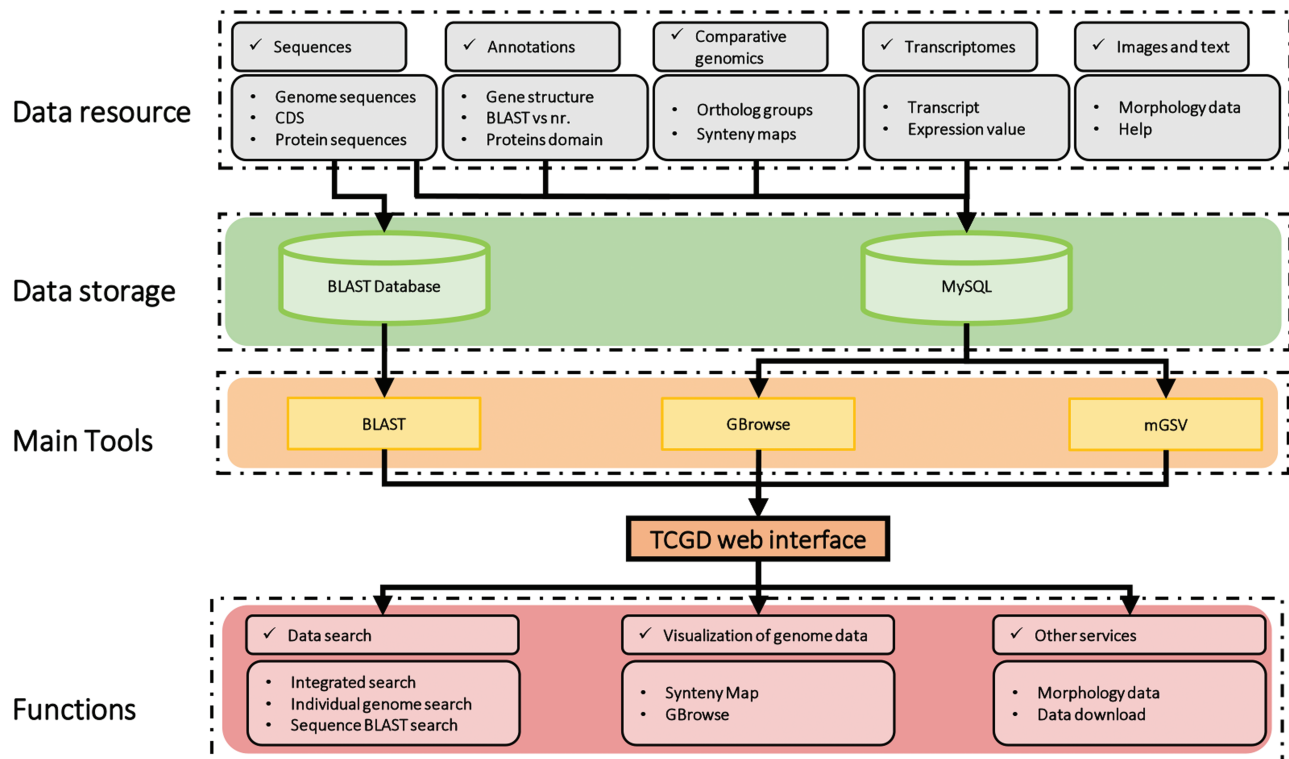 Data resource
✓ Sequences
• Genome sequences
• CDS
• Protein sequences
✓ Annotations
• Gene structure
• BLAST vs nr.
• Proteins domain
✓ Comparative
genomics
• Ortholog groups
• Synteny maps
✓ Transcriptomes
• Transcript
• Expression value
✓ Images and text
• Morphology data
• Help
Data storage
BLAST Database
MySQL
Main Tools
BLAST
GBrowse
mGSV
TCGD web interface
Functions
✓ Data search
• Integrated search
• Individual genome search
• Sequence BLAST search
✓ Visualization of genome data
• Synteny Map
• GBrowse
✓ Other services
• Morphology data
• Data download